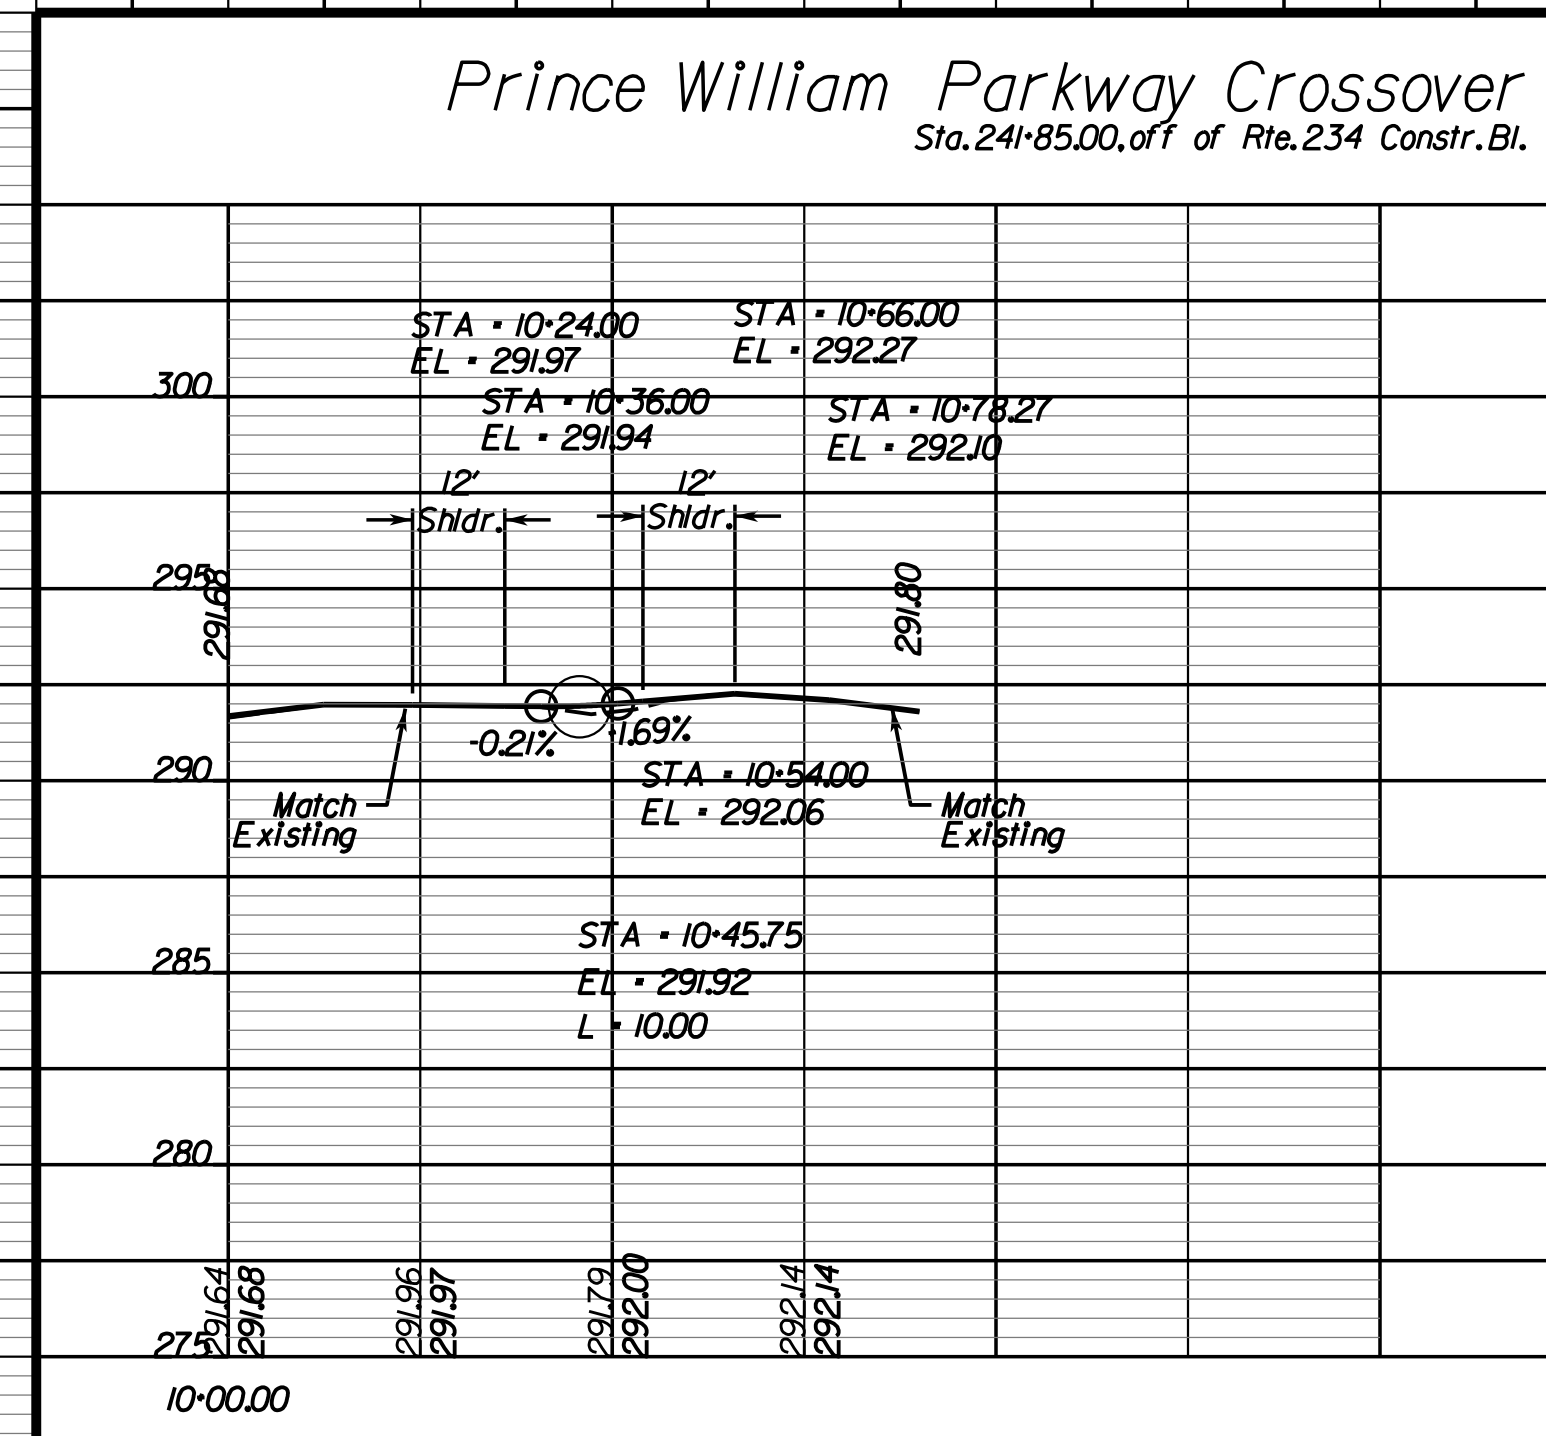 Prince William Parkway Crossover
Sta. 241+85.00, off of Rte. 234 Constr. Bl.
STA = 10+24.00
EL = 291.97
STA = 10+66.00
EL = 292.27
STA = 10+36.00
EL = 291.94
STA = 10+78.27
EL = 292.10
300
12'
Shldr.
12'
Shldr.
295
291.68
291.80
-0.21%
+1.69%
290
STA = 10+54.00
EL = 292.06
Match
Existing
Match
Existing
STA = 10+45.75
EL = 291.92
L = 10.00
285
280
275
291.64
291.68
291.96
291.97
291.79
292.00
292.14
292.14
10+00.00